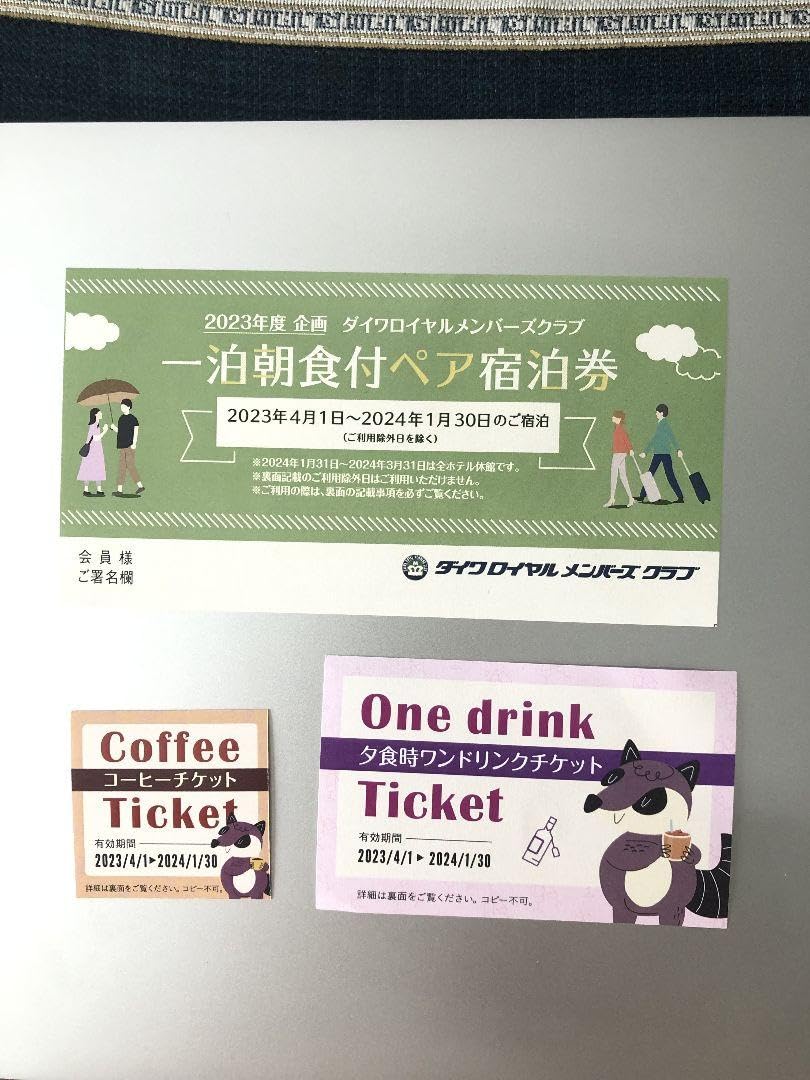 2023年度 企画 ダイワロイヤルメンバーズクラブ
一泊朝食付ペア宿泊券
2023年4月1日～2024年1月30日のご宿泊
(ご利用除外日を除く)
※2024年1月31日～2024年3月31日は全ホテル休館です。
※裏面記載のご利用除外日はご利用いただけません。
※ご利用の際は、裏面の記載事項を必ずご覧ください。
会員様
ご署名欄
ダイワロイヤルメンバーズクラブ
Coffee
コーヒーチケット
Ticket
有効期間
2023/4/1▶2024/1/30
詳細は裏面をご覧ください。コピー不可。
One drink
夕食時ワンドリンクチケット
Ticket
有効期間
2023/4/1 ▶ 2024/1/30
詳細は裏面をご覧ください。コピー不可。